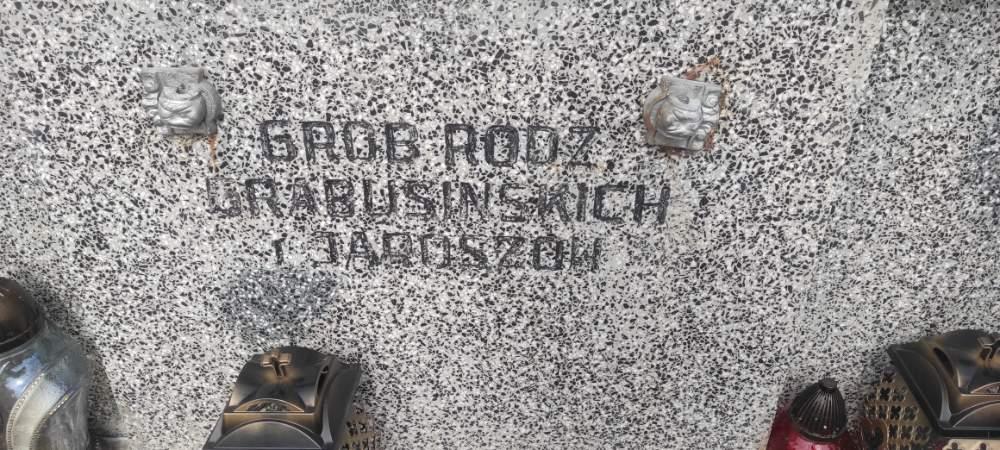 GROB RODZ.
GRABUSINSKICH
I JAROSZOW